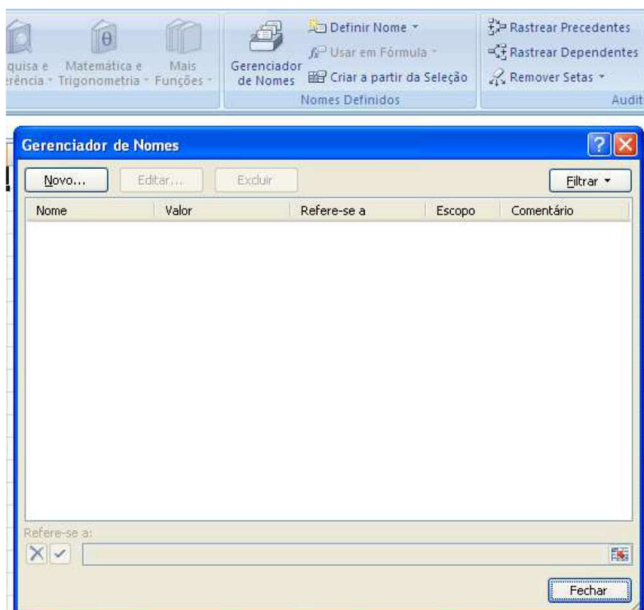 Definir Nome
Rastrear Precedentes
Usar em Fórmula
Rastrear Dependentes
quisa e Matemática e Mais Gerenciador
rência Trigonometria Funções de Nomes Criar a partir da Seleção Remover Setas
Nomes Definidos Audit
Gerenciador de Nomes
Novo... Editar... Excluir Filtrar
Nome Valor Refere-se a Escopo Comentário
Refere-se a:
Fechar